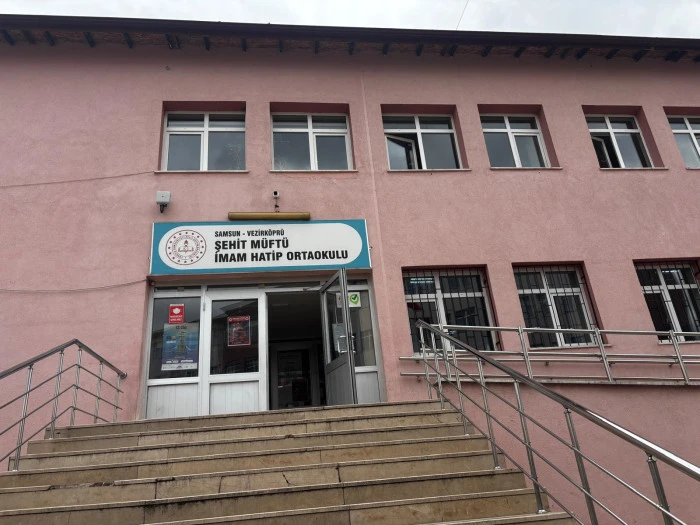 SAMSUN - VEZİRKÖPRÜ
ŞEHİT MÜFTÜ
İMAM HATİP ORTAOKULU